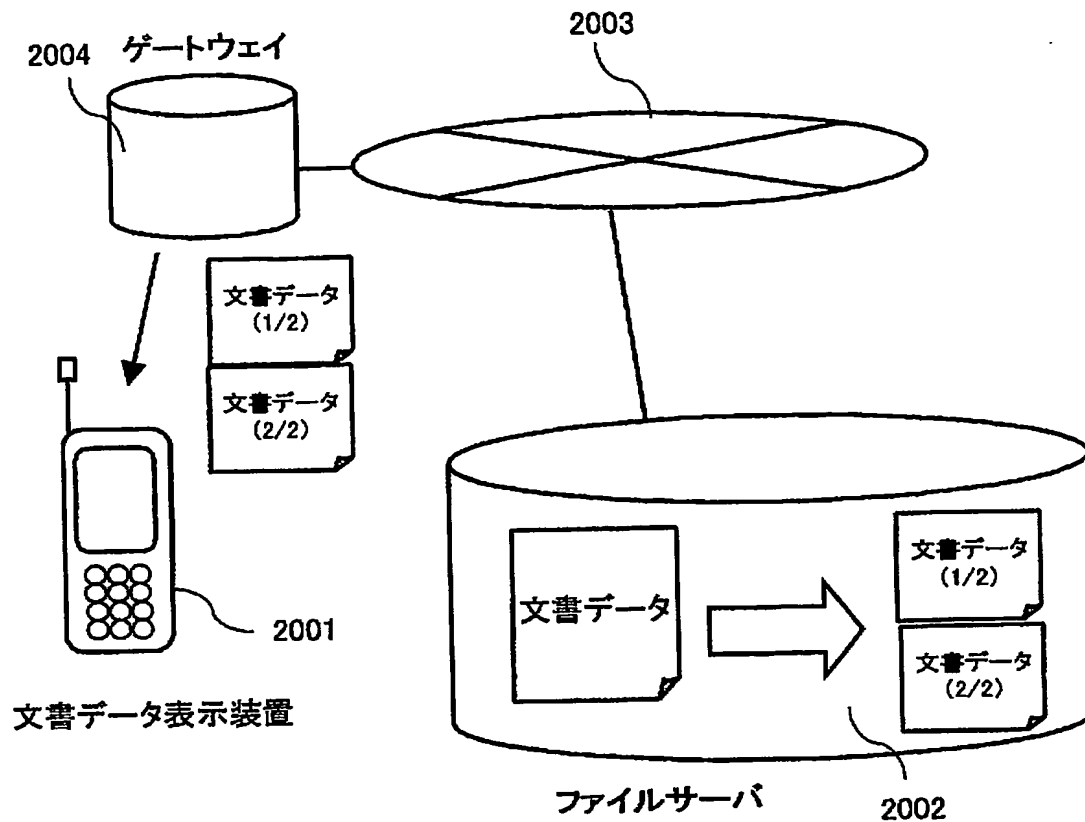 2004
ゲートウェイ
2003
文書データ
(1/2)
文書データ
(2/2)
2001
文書データ表示装置
文書データ
文書データ
(1/2)
文書データ
(2/2)
ファイルサーバ
2002